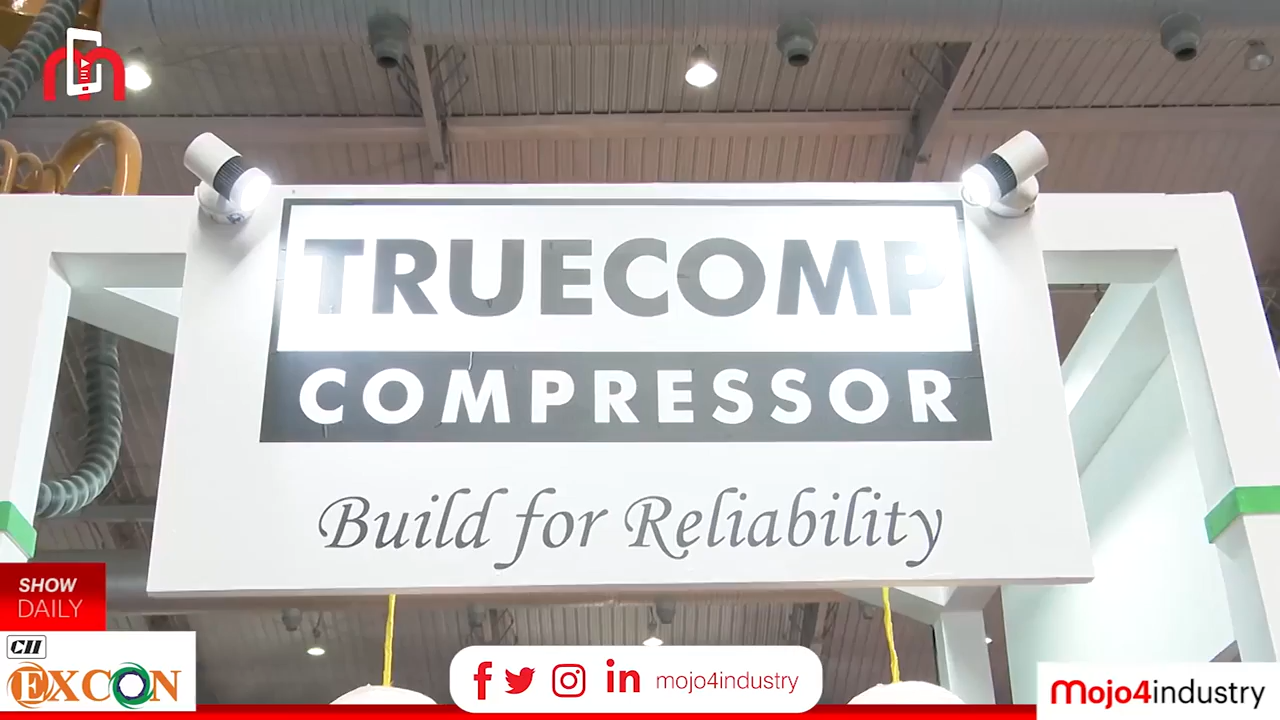 TRUECOMP
COMPRESSOR
Build for Reliability
SHOW
DAILY
CII
EXCON
mojo4industry
Mojo4industry